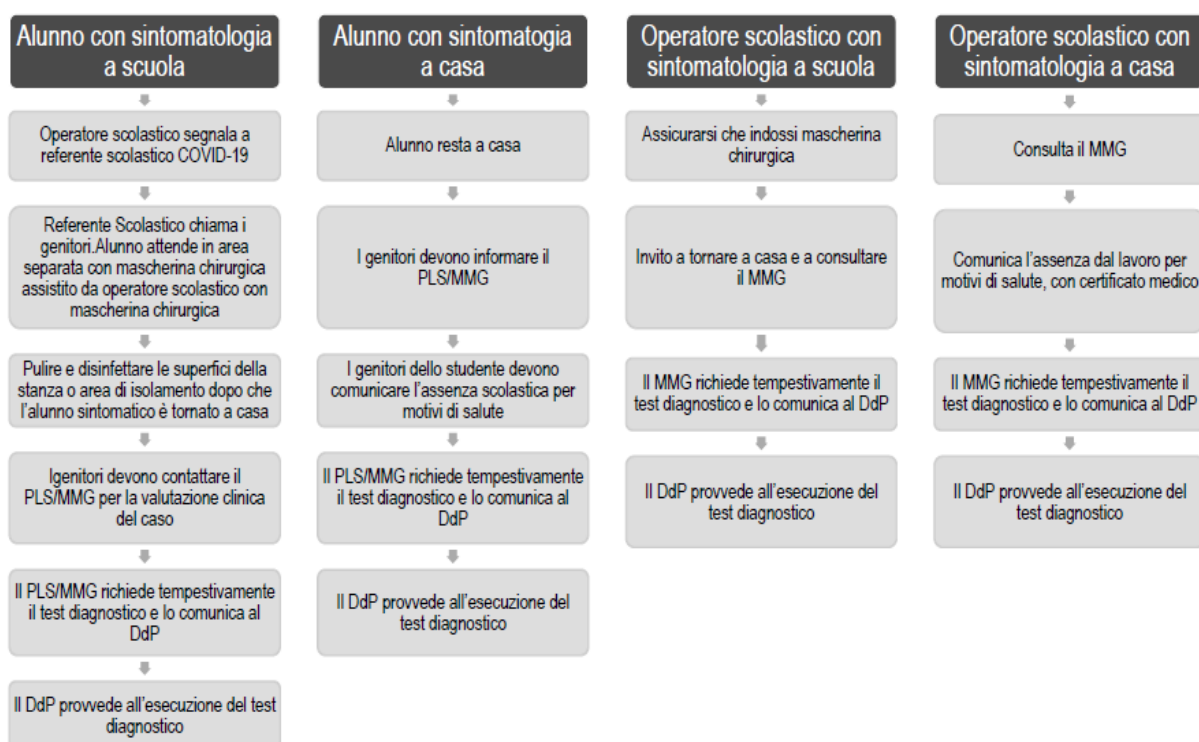 Alunno con sintomatologia
a scuola
Operatore scolastico segnala a
referente scolastico COVID-19
Referente Scolastico chiama i
genitori.Alunno attende in area
separata con mascherina chirurgica
assistito da operatore scolastico con
mascherina chirurgica
Pulire e disinfettare le superfici della
stanza o area di isolamento dopo che
l'alunno sintomatico è tornato a casa
Igenitori devono contattare il
PLS/MMG per la valutazione clinica
del caso
Il PLS/MMG richiede tempestivamente
il test diagnostico e lo comunica al
DdP
Il DdP provvede all'esecuzione del test
diagnostico
Alunno con sintomatogia
a casa
Alunno resta a casa
I genitori devono informare il
PLS/MMG
I genitori dello studente devono
comunicare l'assenza scolastica per
motivi di salute
Il PLS/MMG richiede tempestivamente
il test diagnostico e lo comunica al
DdP
Il DdP provvede all'esecuzione del
test diagnostico
Operatore scolastico con
sintomatologia a scuola
Assicurarsi che indossi mascherina
chirurgica
Invito a tornare a casa e a consultare
il MMG
Il MMG richiede tempestivamente il
test diagnostico e lo comunica al DdP
Il DdP provvede all'esecuzione del
test diagnostico
Operatore scolastico con
sintomatologia a casa
Consulta il MMG
Comunica l'assenza dal lavoro per
motivi di salute, con certificato medico
Il MMG richiede tempestivamente il
test diagnostico e lo comunica al DdP
Il DdP provvede all'esecuzione del
test diagnostico